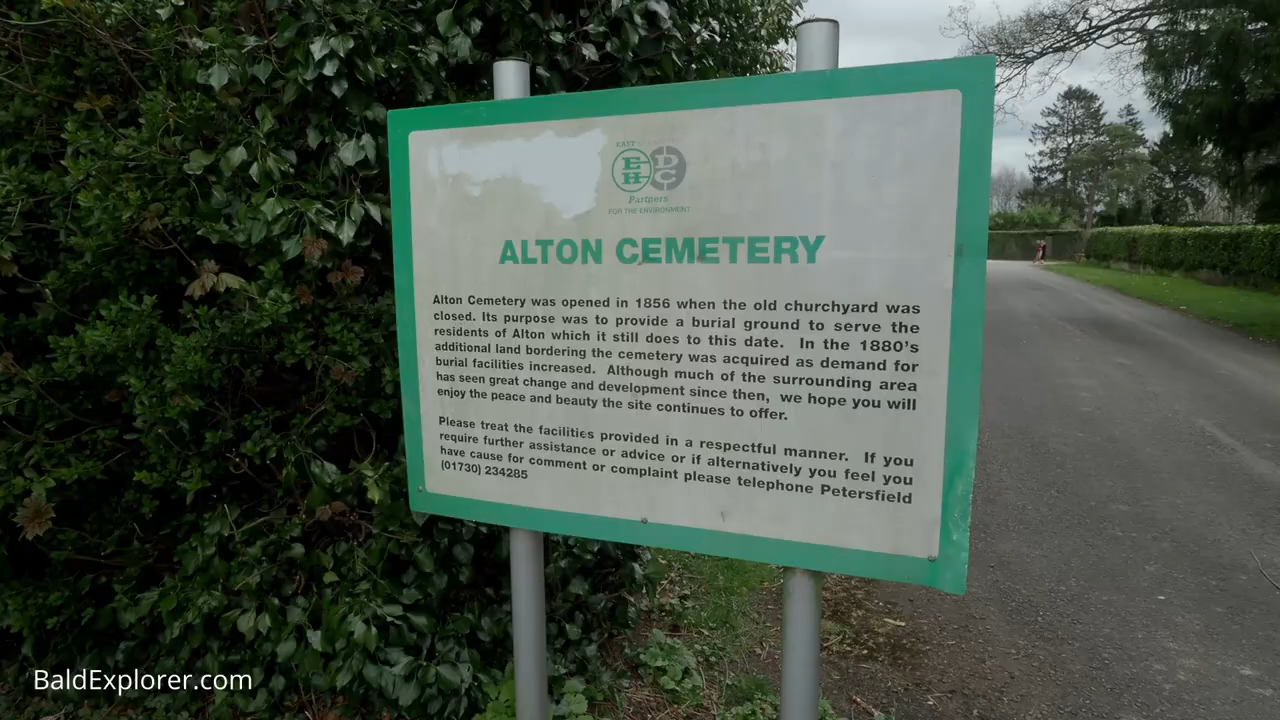 EAST
EH DC
Partners
FOR THE ENVIRONMENT
ALTON CEMETERY
Alton Cemetery was opened in 1856 when the old churchyard was
closed. Its purpose was to provide a burial ground to serve the
residents of Alton which it still does to this date. In the 1880's
additional land bordering the cemetery was acquired as demand for
burial facilities increased. Although much of the surrounding area
has seen great change and development since then, we hope you will
enjoy the peace and beauty the site continues to offer.
Please treat the facilities provided in a respectful manner. If you
require further assistance or advice or if alternatively you feel you
have cause for comment or complaint please telephone Petersfield
(01730) 234285
BaldExplorer.com